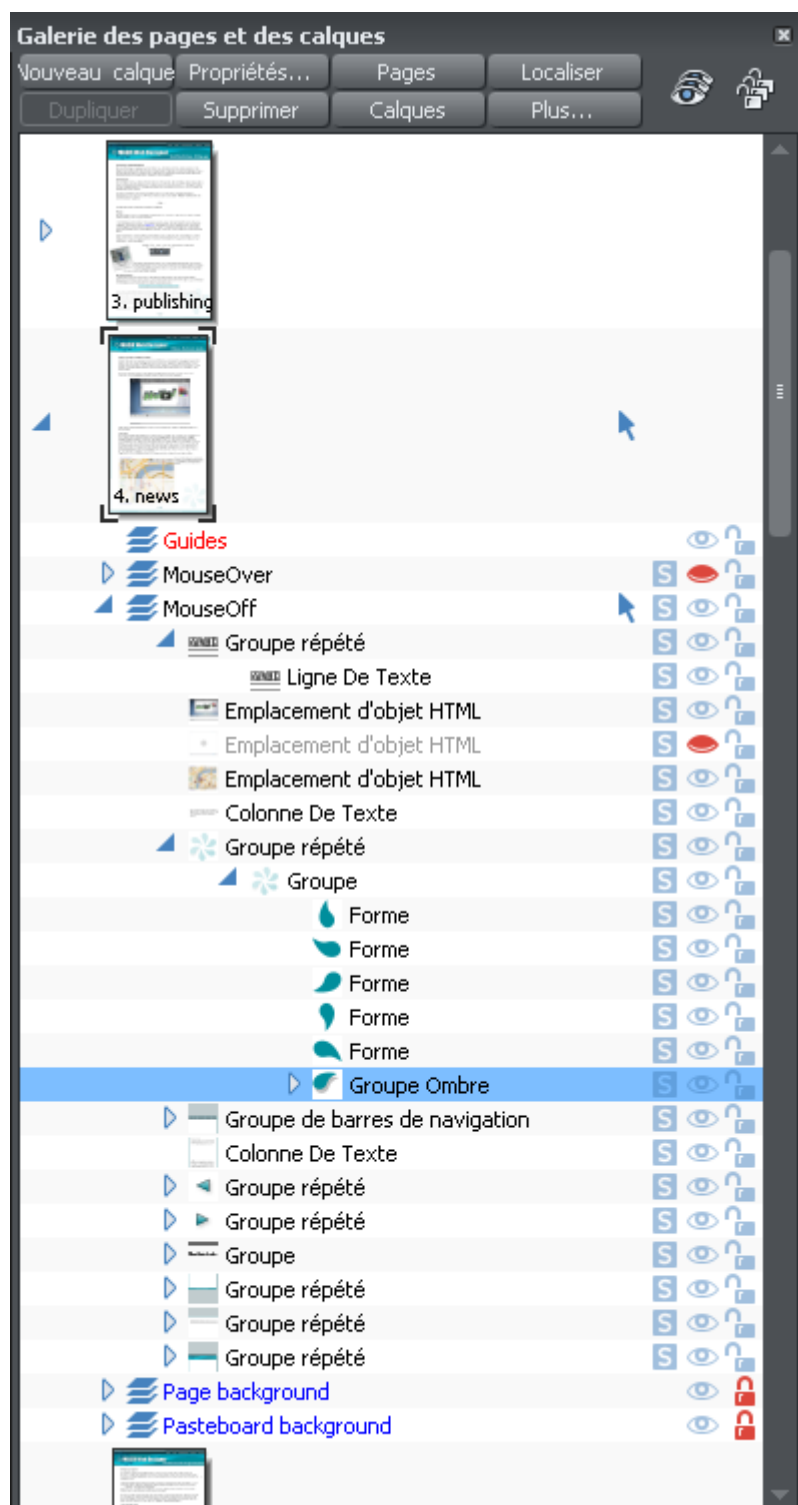 Galerie des pages et des calques
Nouveau calque Propriétés... Pages Localiser
Dupliquer Supprimer Calques Plus...
3. publishing
4. news
Guides
MouseOver S
MouseOff S
Groupe répété S
Ligne De Texte S
Emplacement d'objet HTML S
Emplacement d'objet HTML S
Emplacement d'objet HTML S
Colonne De Texte S
Groupe répété S
Groupe S
Forme S
Forme S
Forme S
Forme S
Forme S
Groupe Ombre S
Groupe de barres de navigation S
Colonne De Texte S
Groupe répété S
Groupe répété S
Groupe S
Groupe répété S
Groupe répété S
Groupe répété S
Page background
Pasteboard background